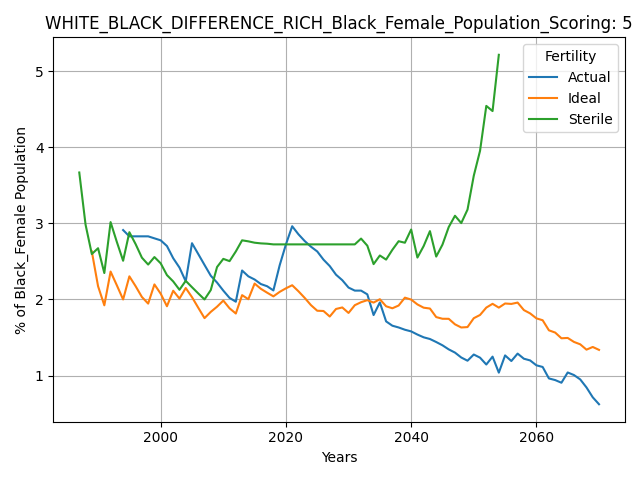 WHITE_BLACK_DIFFERENCE_RICH_Black_Female_Population_Scoring: 5
Fertility
Actual
Ideal
Sterile
% of Black_Female Population
5
4
3
2
1
2000 2020 2040 2060
Years